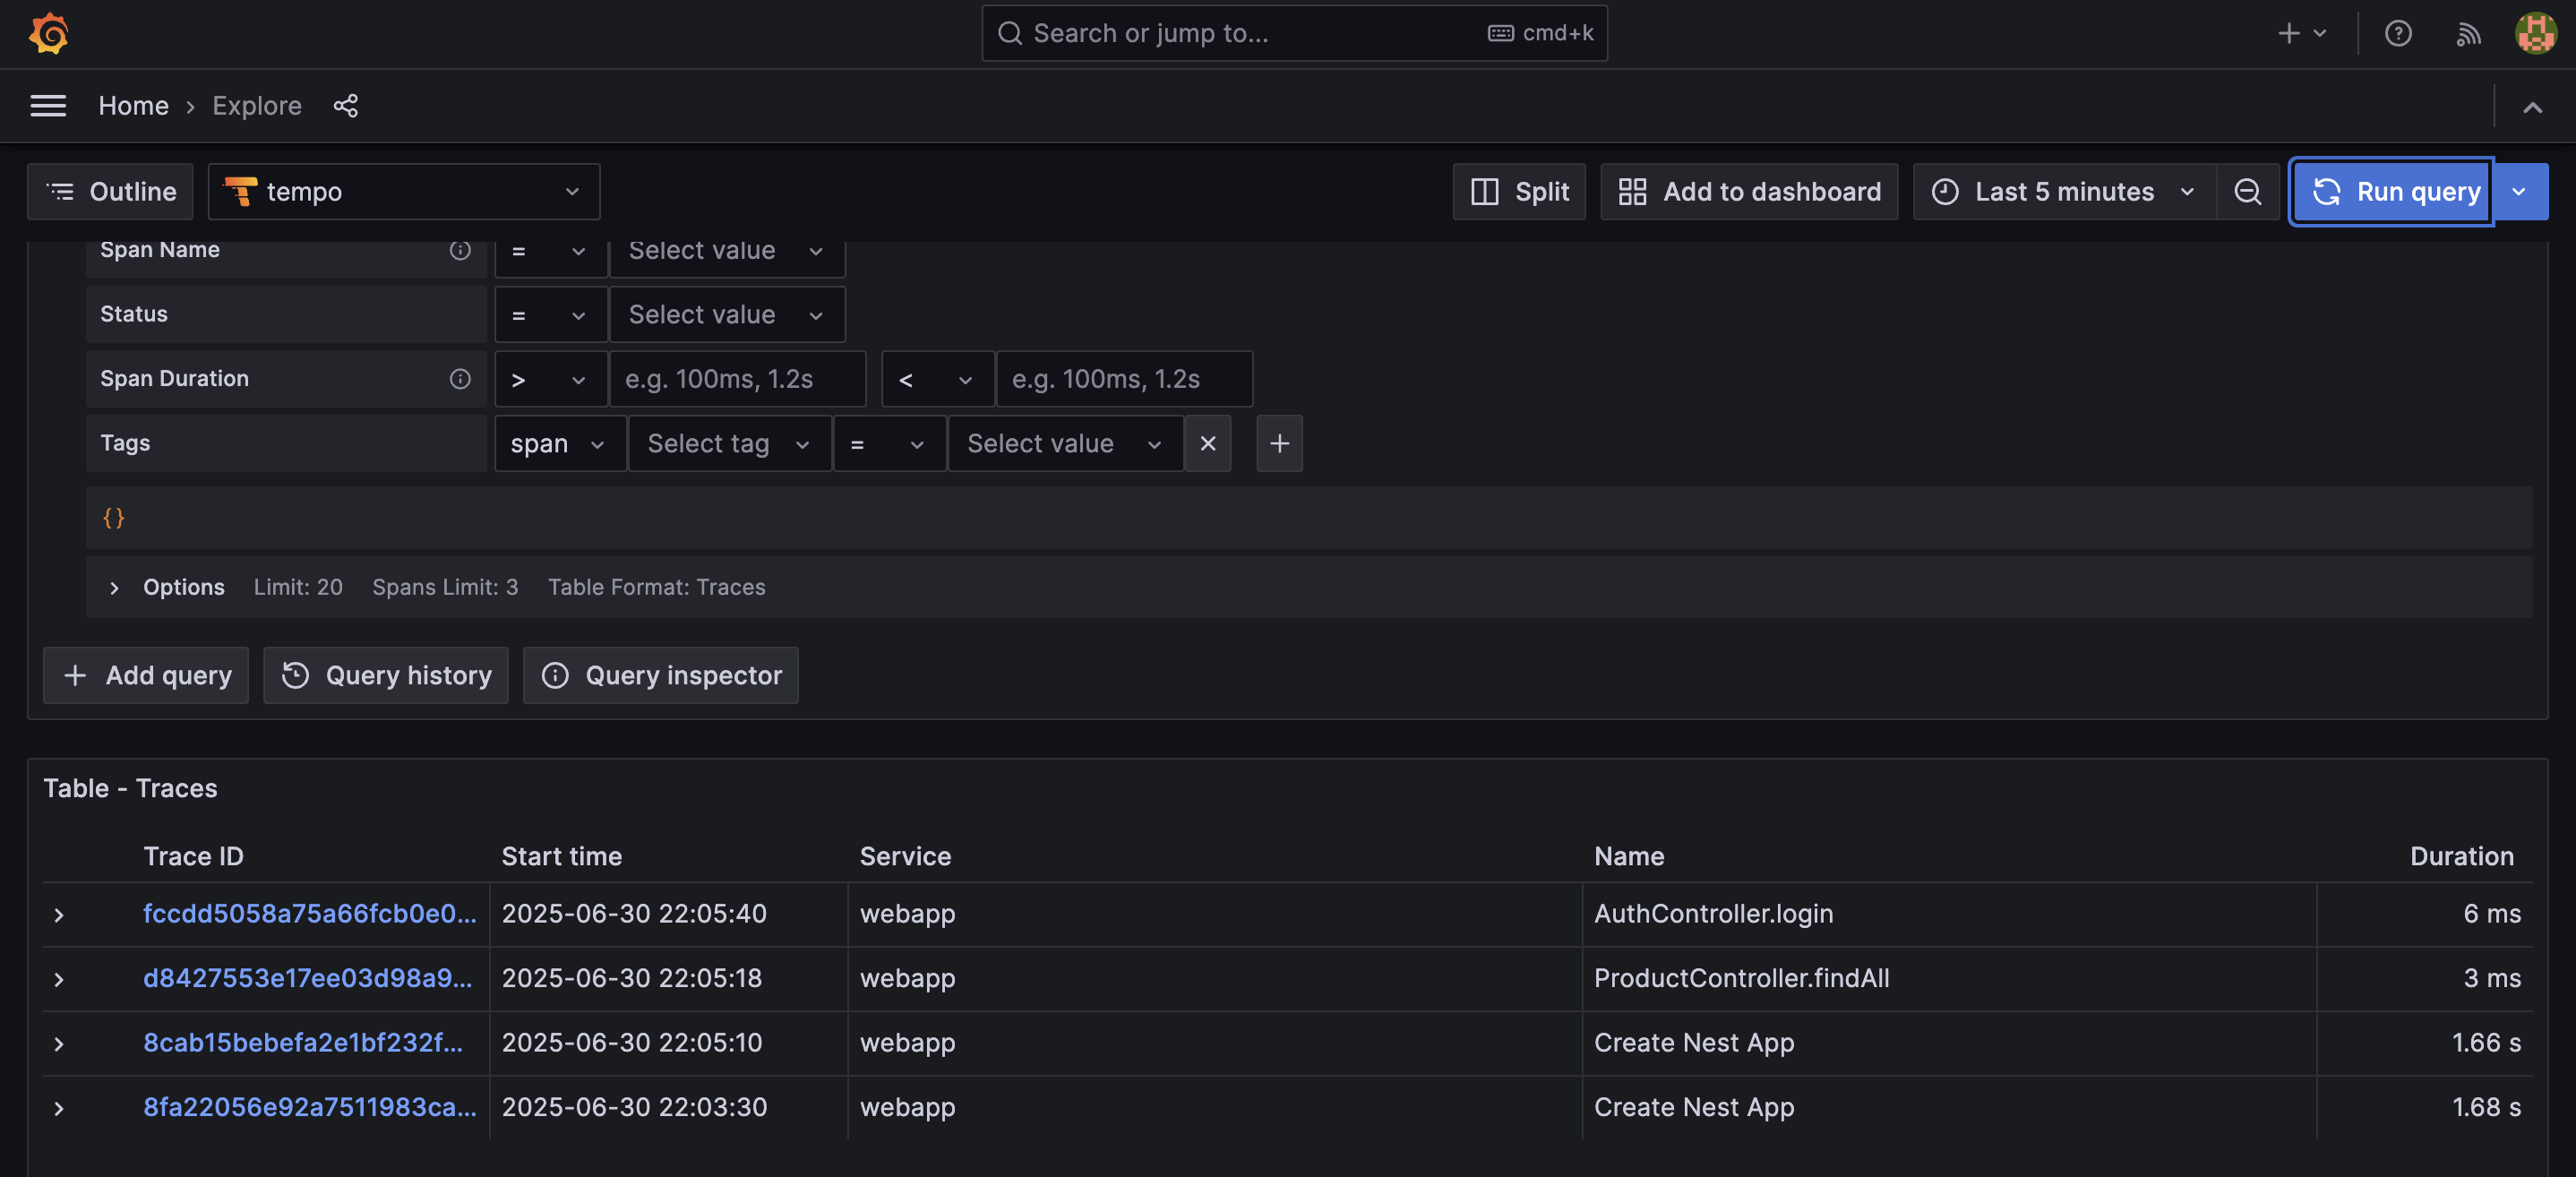 Search or jump to... cmd+k
Home › Explore
Outline tempo Split Add to dashboard Last 5 minutes Run query
Span Name = Select value
Status = Select value
Span Duration > e.g. 100ms, 1.2s < e.g. 100ms, 1.2s
Tags span Select tag = Select value
{}
Options Limit: 20 Spans Limit: 3 Table Format: Traces
Add query Query history Query inspector
Table - Traces
Trace ID Start time Service Name Duration
fccdd5058a75a66fcb0e0... 2025-06-30 22:05:40 webapp AuthController.login 6 ms
d8427553e17ee03d98a9... 2025-06-30 22:05:18 webapp ProductController.findAll 3 ms
8cab15bebefa2e1bf232f... 2025-06-30 22:05:10 webapp Create Nest App 1.66 s
8fa22056e92a7511983ca... 2025-06-30 22:03:30 webapp Create Nest App 1.68 s